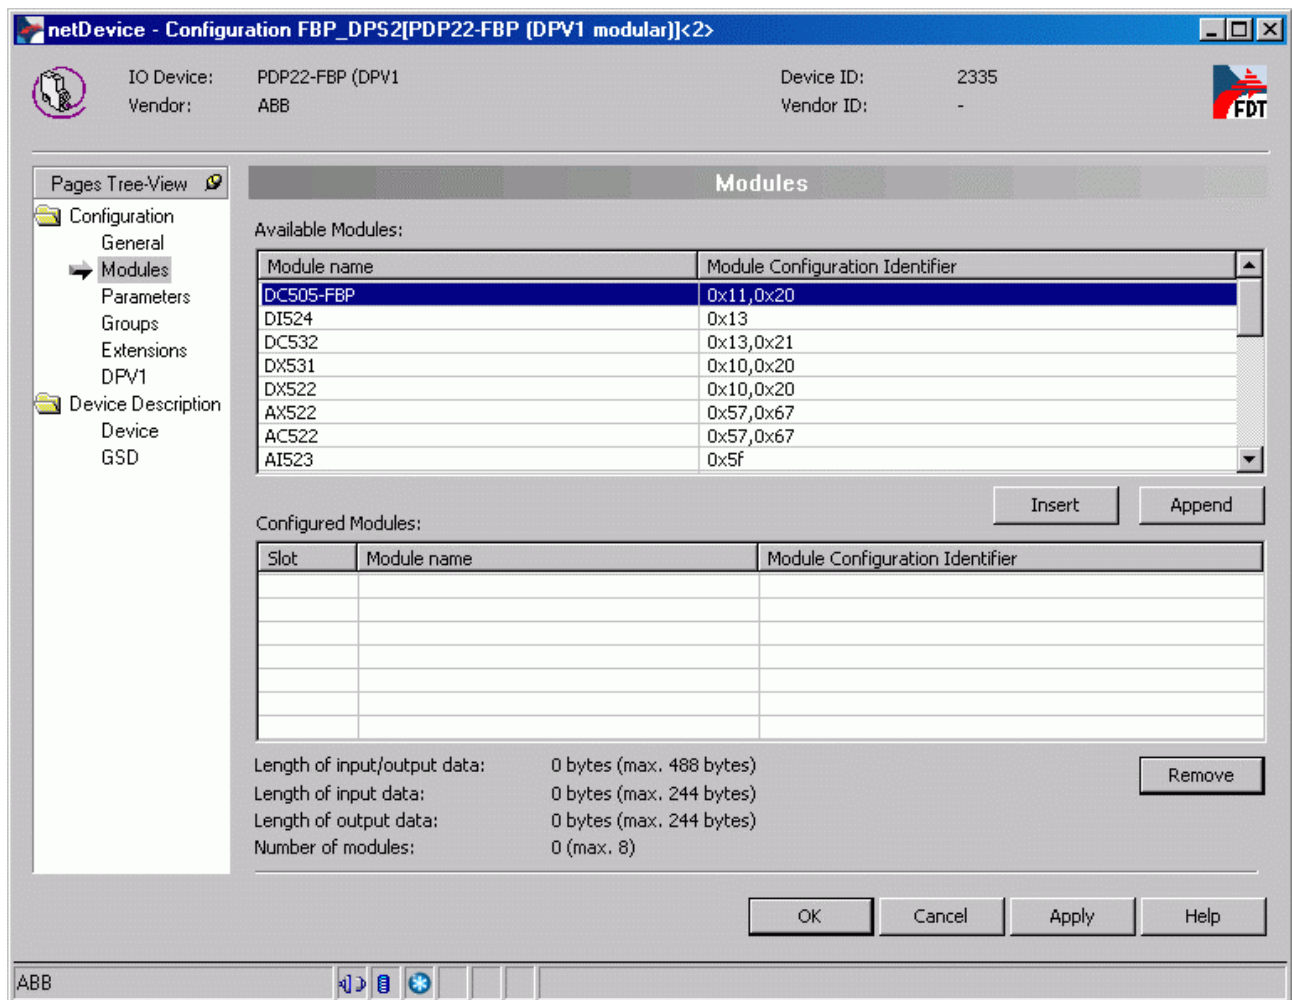 netDevice - Configuration FBP_DPS2[PDP22-FBP (DPV1 modular)]<2>
IO Device: PDP22-FBP (DPV1 Device ID: 2335
Vendor: ABB Vendor ID: -
FDT
Pages Tree-View
Modules
Configuration
General
Modules
Parameters
Groups
Extensions
DPV1
Device Description
Device
GSD
Available Modules:
Module name Module Configuration Identifier
DC505-FBP 0x11,0x20
DI524 0x13
DC532 0x13,0x21
DX531 0x10,0x20
DX522 0x10,0x20
AX522 0x57,0x67
AC522 0x57,0x67
AI523 0x5f
Insert Append
Configured Modules:
Slot Module name Module Configuration Identifier
Length of input/output data: 0 bytes (max. 488 bytes)
Remove
Length of input data: 0 bytes (max. 244 bytes)
Length of output data: 0 bytes (max. 244 bytes)
Number of modules: 0 (max. 8)
OK Cancel Apply Help
ABB